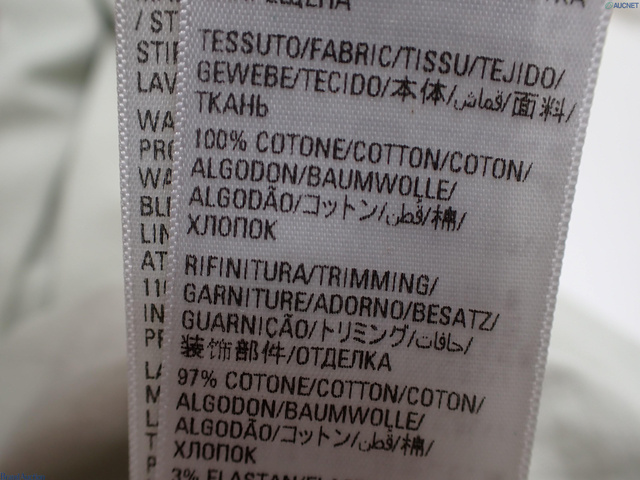 AUCNET
TESSUTO/FABRIC/TISSU/TEJIDO/
GEWEBE/TECIDO/本体/قماش/面料/
ТКАНЬ
100% COTONE/COTTON/COTON/
ALGODON/BAUMWOLLE/
ALGODÃO/コットン/قطن/棉/
ХЛОПОК
RIFINITURA/TRIMMING/
GARNITURE/ADORNO/BESATZ/
GUARNIÇÃO/トリミング/حافات/
装饰部件/ОТДЕЛКА
97% COTONE/COTTON/COTON/
ALGODON/BAUMWOLLE/
ALGODÃO/コットン/قطن/棉/
ХЛОПОК
3% ELASTAN/